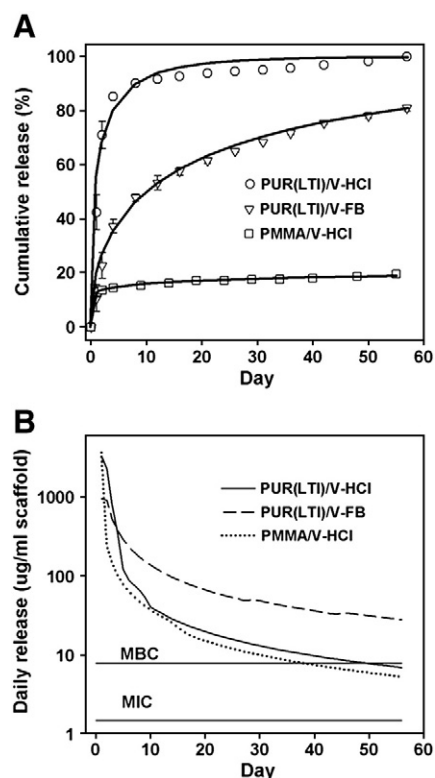 A
Cumulative release (%)
100
80
60
40
20
0
PUR(LTI)/V-HCl
PUR(LTI)/V-FB
PMMA/V-HCl
0 10 20 30 40 50 60
Day
B
Daily release (ug/ml scaffold)
1000
100
10
1
PUR(LTI)/V-HCl
PUR(LTI)/V-FB
PMMA/V-HCl
MBC
MIC
0 10 20 30 40 50 60
Day